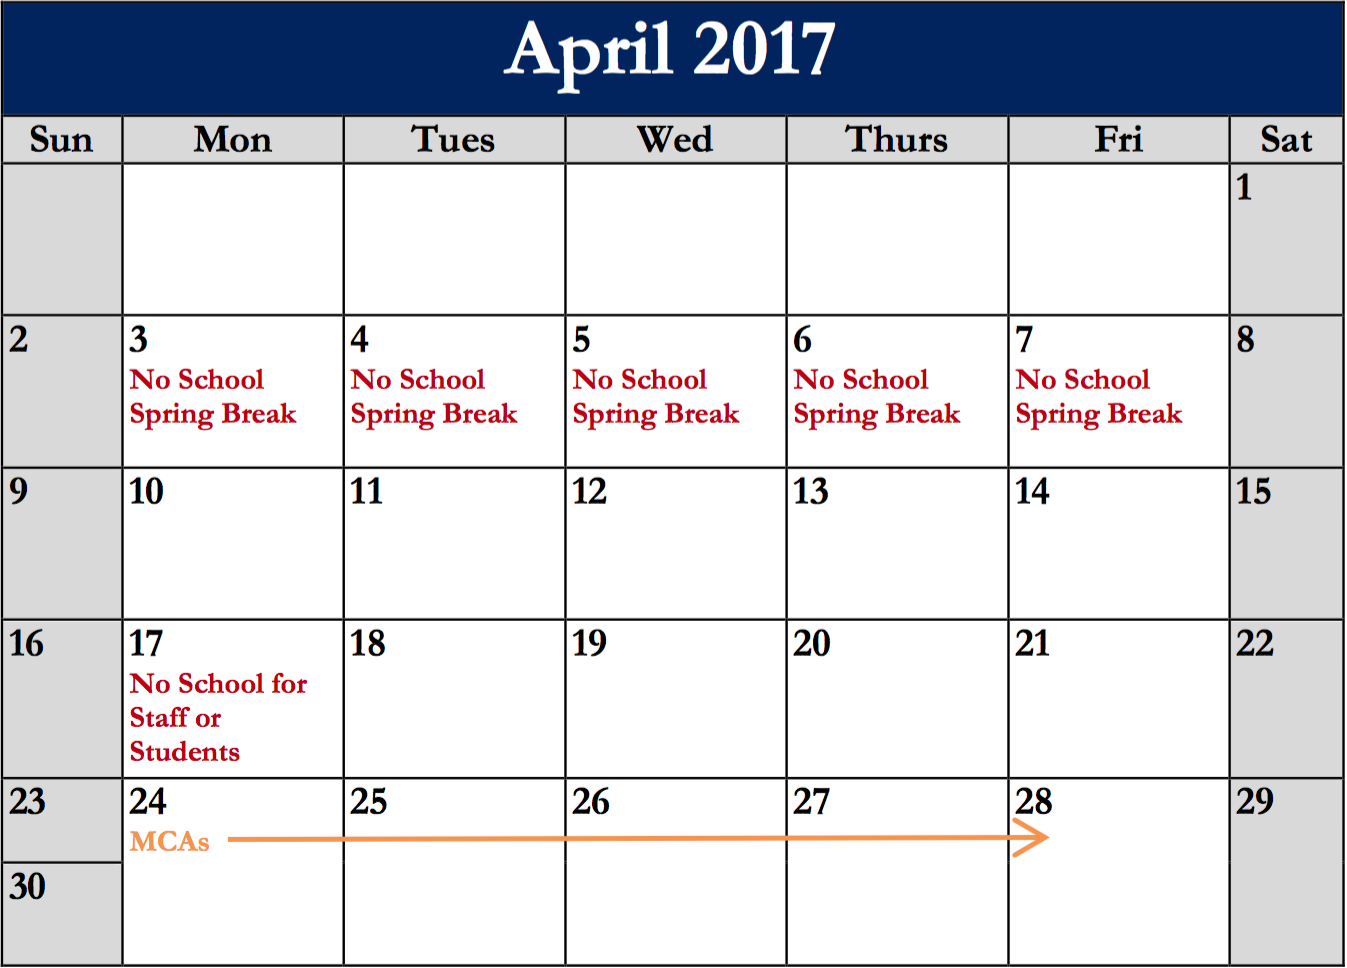 April 2017
Sun Mon Tues Wed Thurs Fri Sat
1
2 3 4 5 6 7 8
No School No School No School No School No School
Spring Break Spring Break Spring Break Spring Break Spring Break
9 10 11 12 13 14 15
16 17 18 19 20 21 22
No School for
Staff or
Students
23 24 25 26 27 28 29
MCAs
30